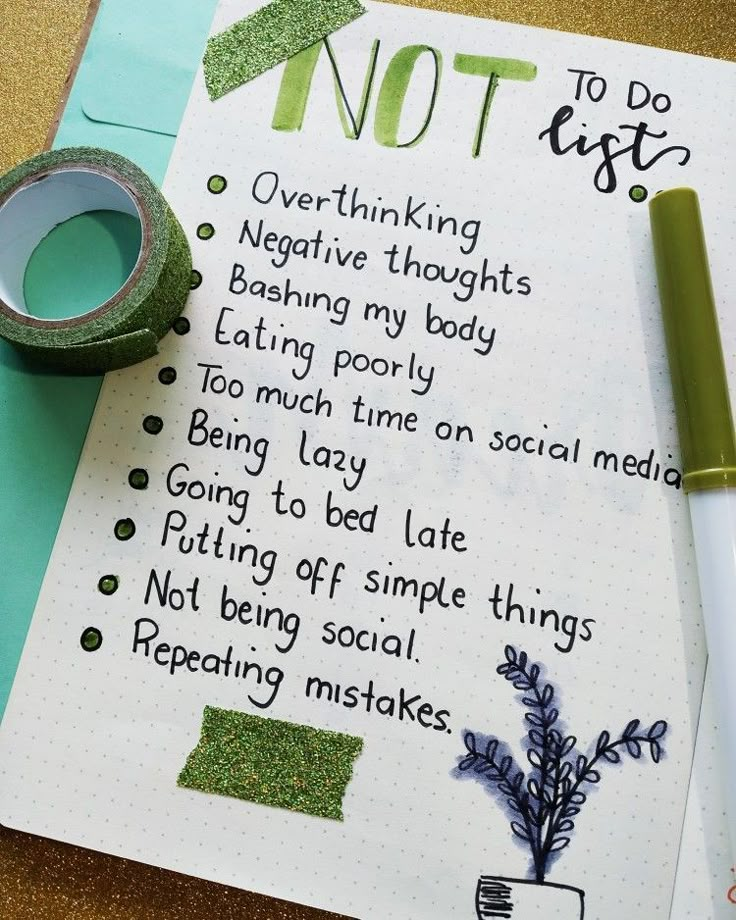 NOT TO DO
list
Overthinking
Negative thoughts
Bashing my body
Eating poorly
Too much time on social media
Being lazy
Going to bed late
Putting off simple things
Not being social.
Repeating mistakes.